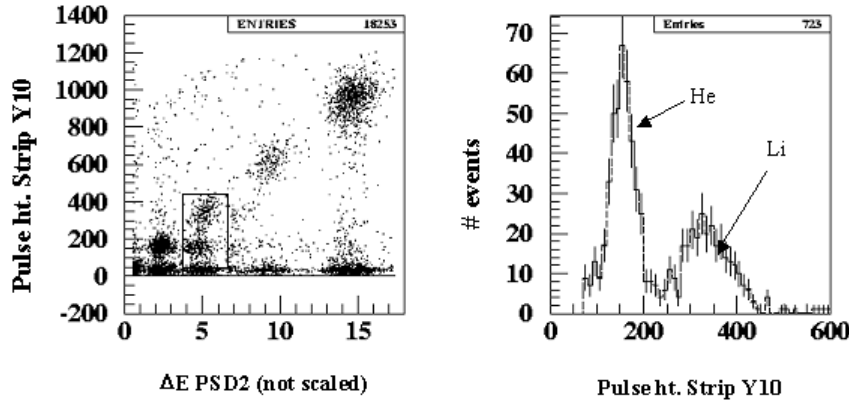 ENTRIES 18253
1400
1200
1000
800
600
400
200
0
-200
0 5 10 15
Pulse ht. Strip Y10
ΔE PSD2 (not scaled)
Entries 723
70
60
50
40
30
20
10
0
0 200 400 600
# events
He
Li
Pulse ht. Strip Y10